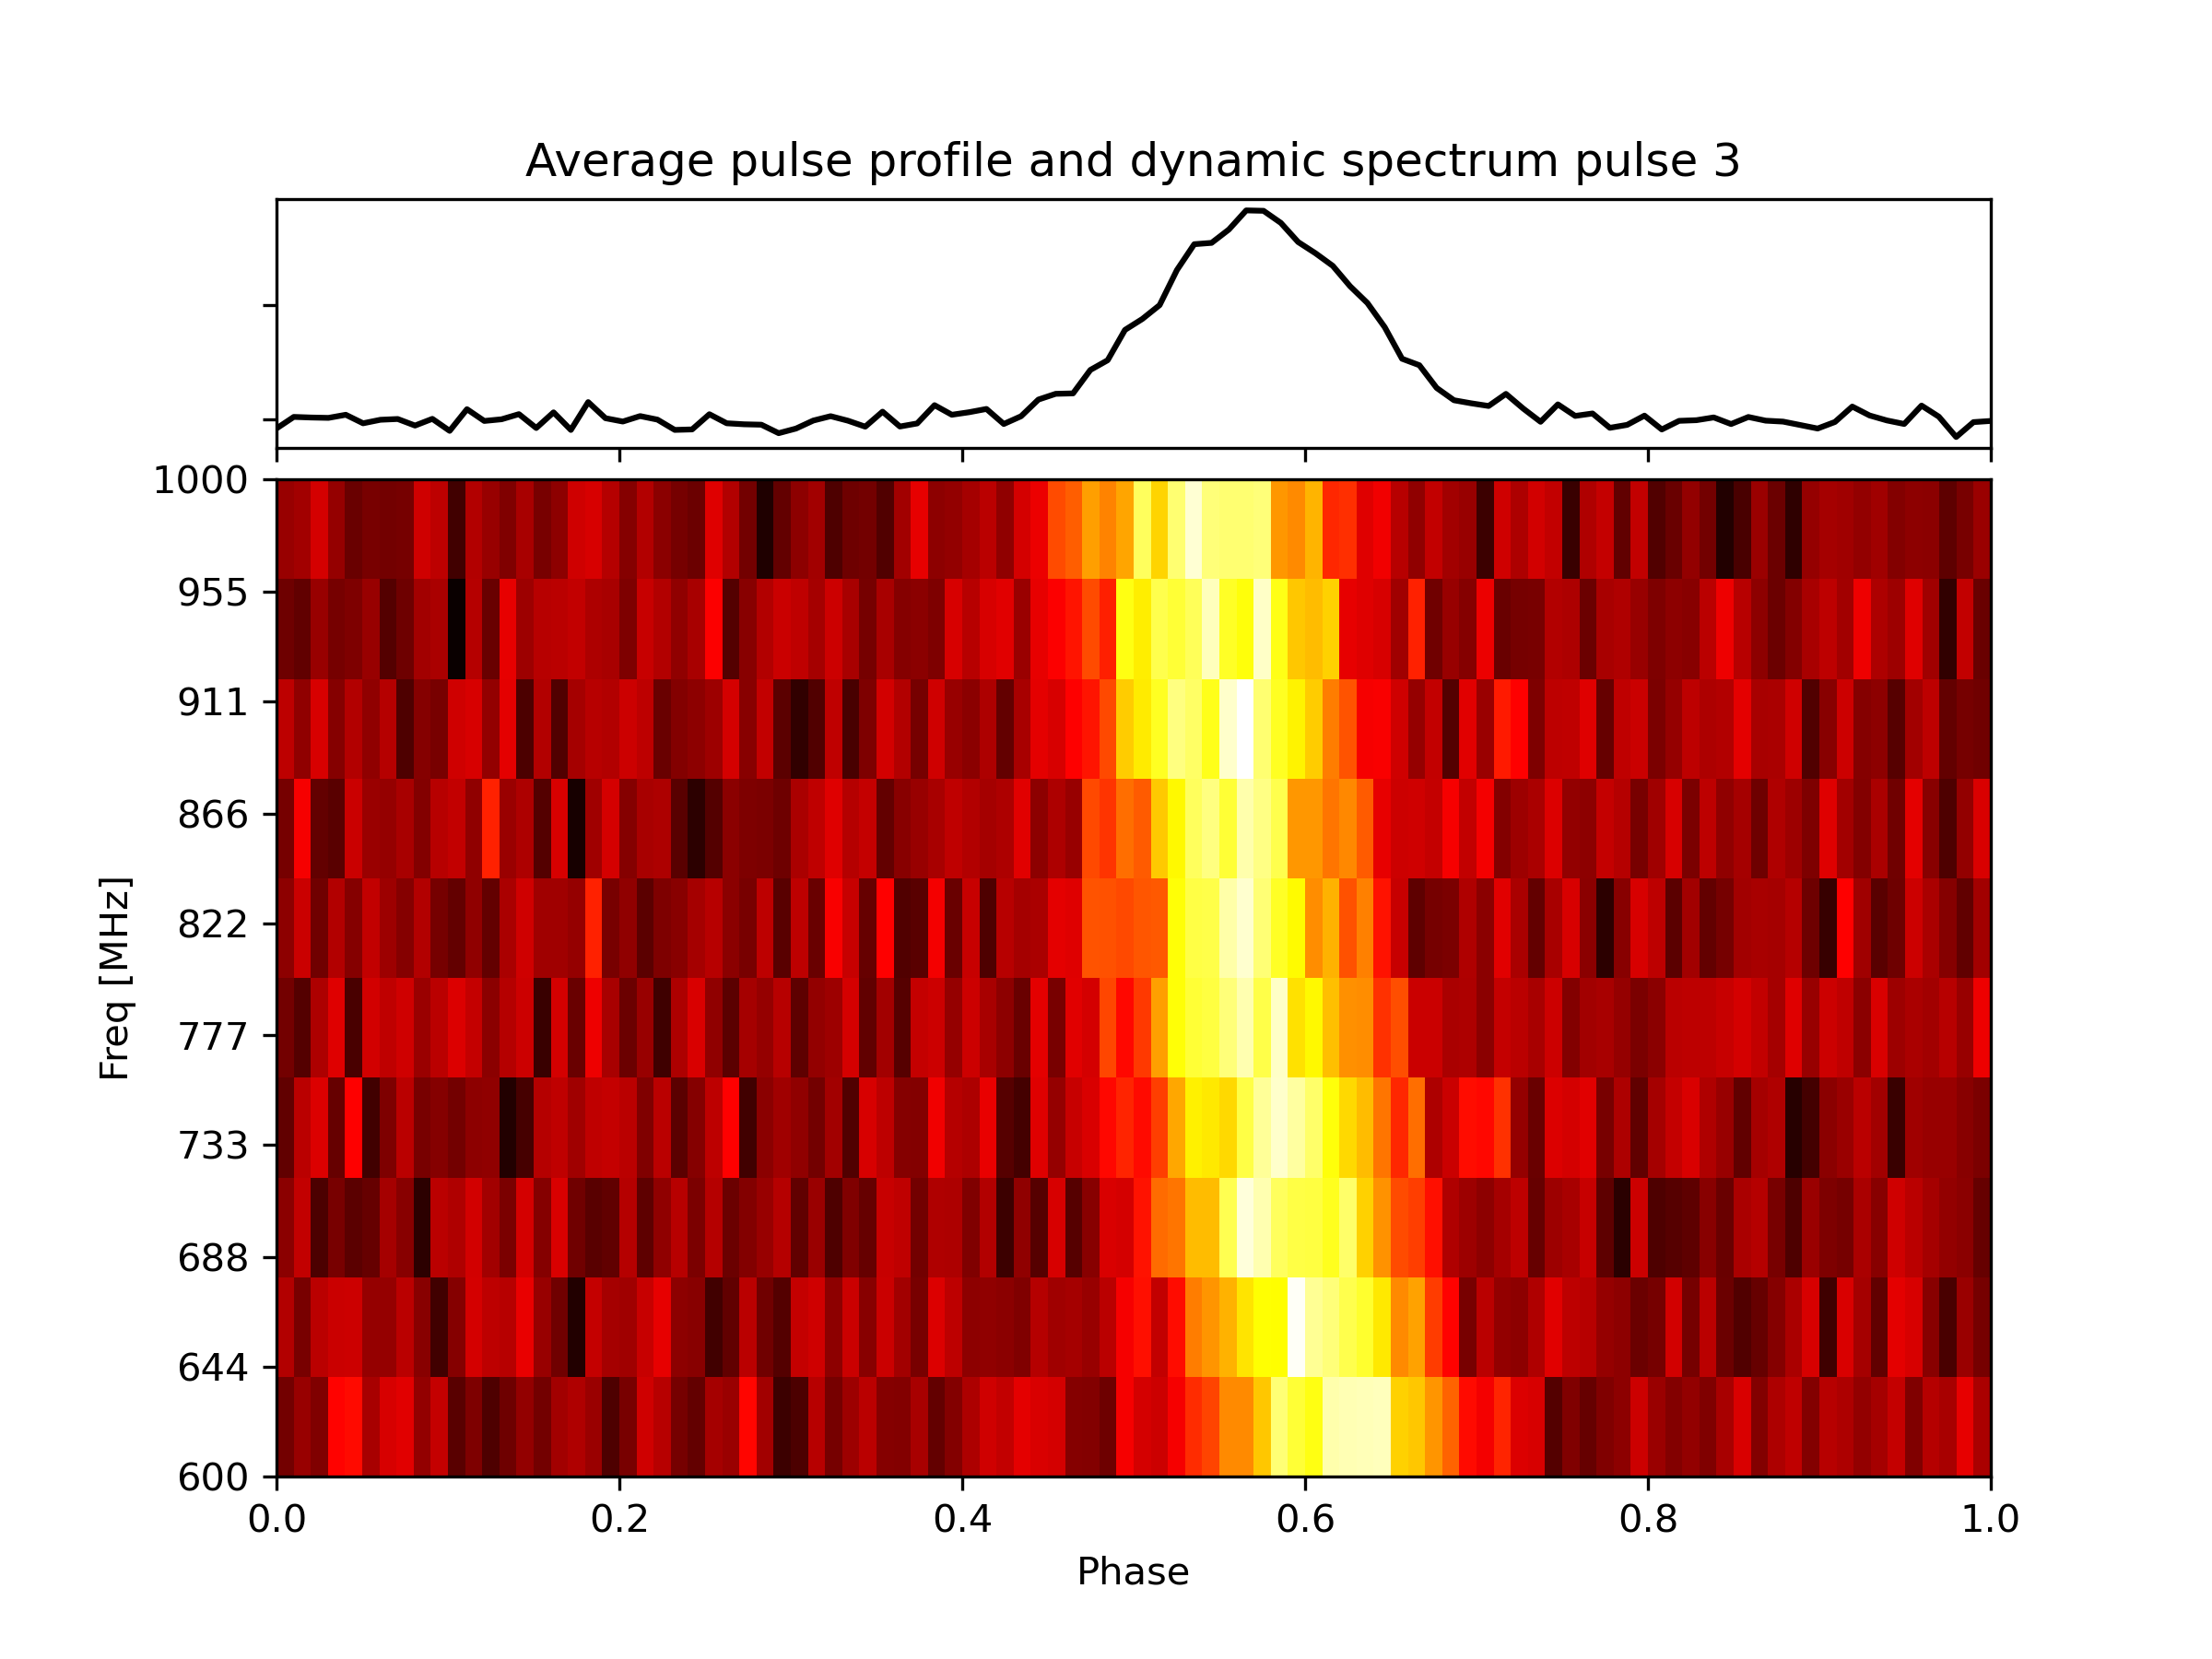 Average pulse profile and dynamic spectrum pulse 3
1000
955
911
866
822
777
733
688
644
600
Freq [MHz]
0.0 0.2 0.4 0.6 0.8 1.0
Phase